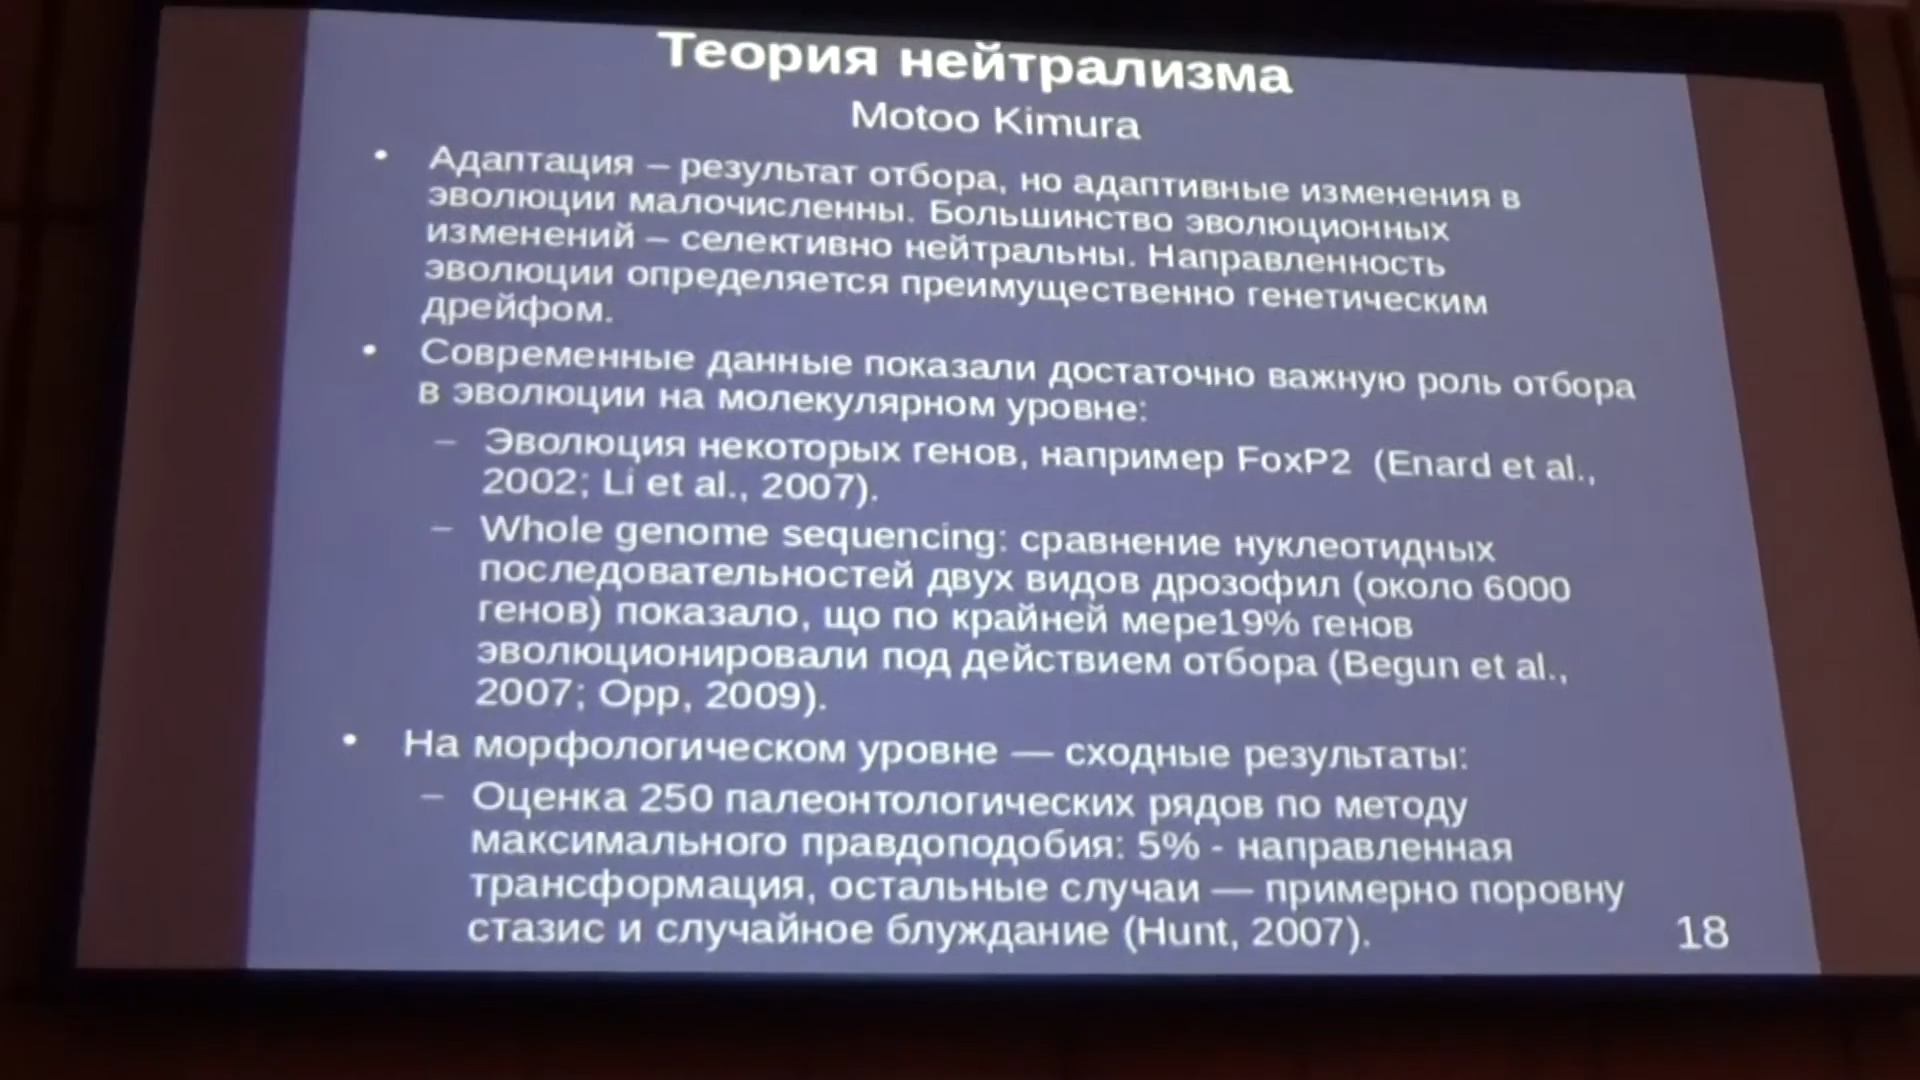 Теория нейтрализма
Motoo Kimura
• Адаптация – результат отбора, но адаптивные изменения в
эволюции малочисленны. Большинство эволюционных
изменений – селективно нейтральны. Направленность
эволюции определяется преимущественно генетическим
дрейфом.
• Современные данные показали достаточно важную роль отбора
в эволюции на молекулярном уровне:
– Эволюция некоторых генов, например FoxP2 (Enard et al.,
2002; Li et al., 2007).
– Whole genome sequencing: сравнение нуклеотидных
последовательностей двух видов дрозофил (около 6000
генов) показало, що по крайней мере19% генов
эволюционировали под действием отбора (Begun et al.,
2007; Opp, 2009).
• На морфологическом уровне — сходные результаты:
– Оценка 250 палеонтологических рядов по методу
максимального правдоподобия: 5% - направленная
трансформация, остальные случаи — примерно поровну
стазис и случайное блуждание (Hunt, 2007).
18